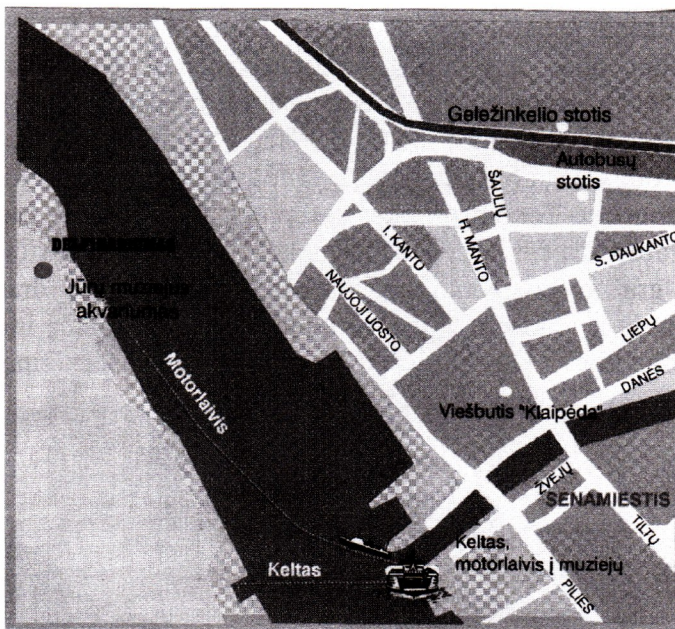 Geležinkelio stotis
Autobusų
stotis
ŠAULIŲ
I. KANTO
H. MANTO
S. DAUKANTO
NAUJOJI UOSTO
LIEPŲ
DANĖS
Jūrų muziejus
akvariumas
Motorlaivis
Viešbutis "Klaipėda"
ŽVEJŲ
SENAMIESTIS
TILTŲ
Keltas,
motorlaivis į muziejų
Keltas
PILIES